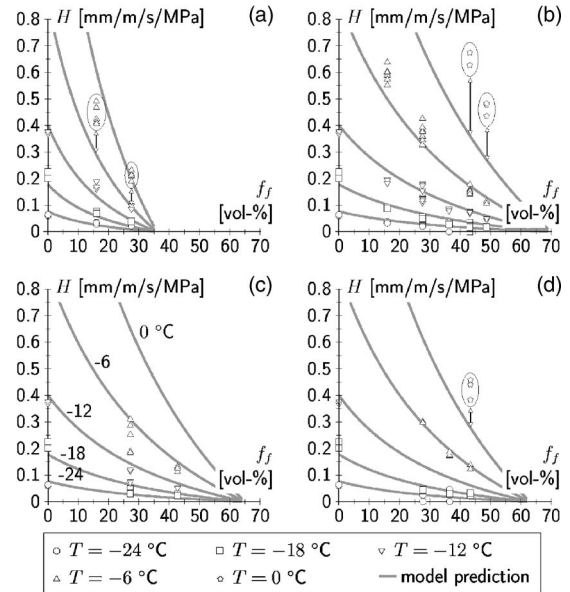 H [mm/m/s/MPa] (a)
0.8
0.7
0.6
0.5
0.4
0.3
0.2
0.1
0
f_f
[vol-%]
0 10 20 30 40 50 60 70
H [mm/m/s/MPa] (b)
0.8
0.7
0.6
0.5
0.4
0.3
0.2
0.1
0
f_f
[vol-%]
0 10 20 30 40 50 60 70
H [mm/m/s/MPa] (c)
0.8
0.7
0.6
0.5
0.4
0.3
0.2
0.1
0
0 °C
-6
-12
-18
-24
f_f
[vol-%]
0 10 20 30 40 50 60 70
H [mm/m/s/MPa] (d)
0.8
0.7
0.6
0.5
0.4
0.3
0.2
0.1
0
f_f
[vol-%]
0 10 20 30 40 50 60 70
T = −24 °C T = −18 °C T = −12 °C
T = −6 °C T = 0 °C model prediction